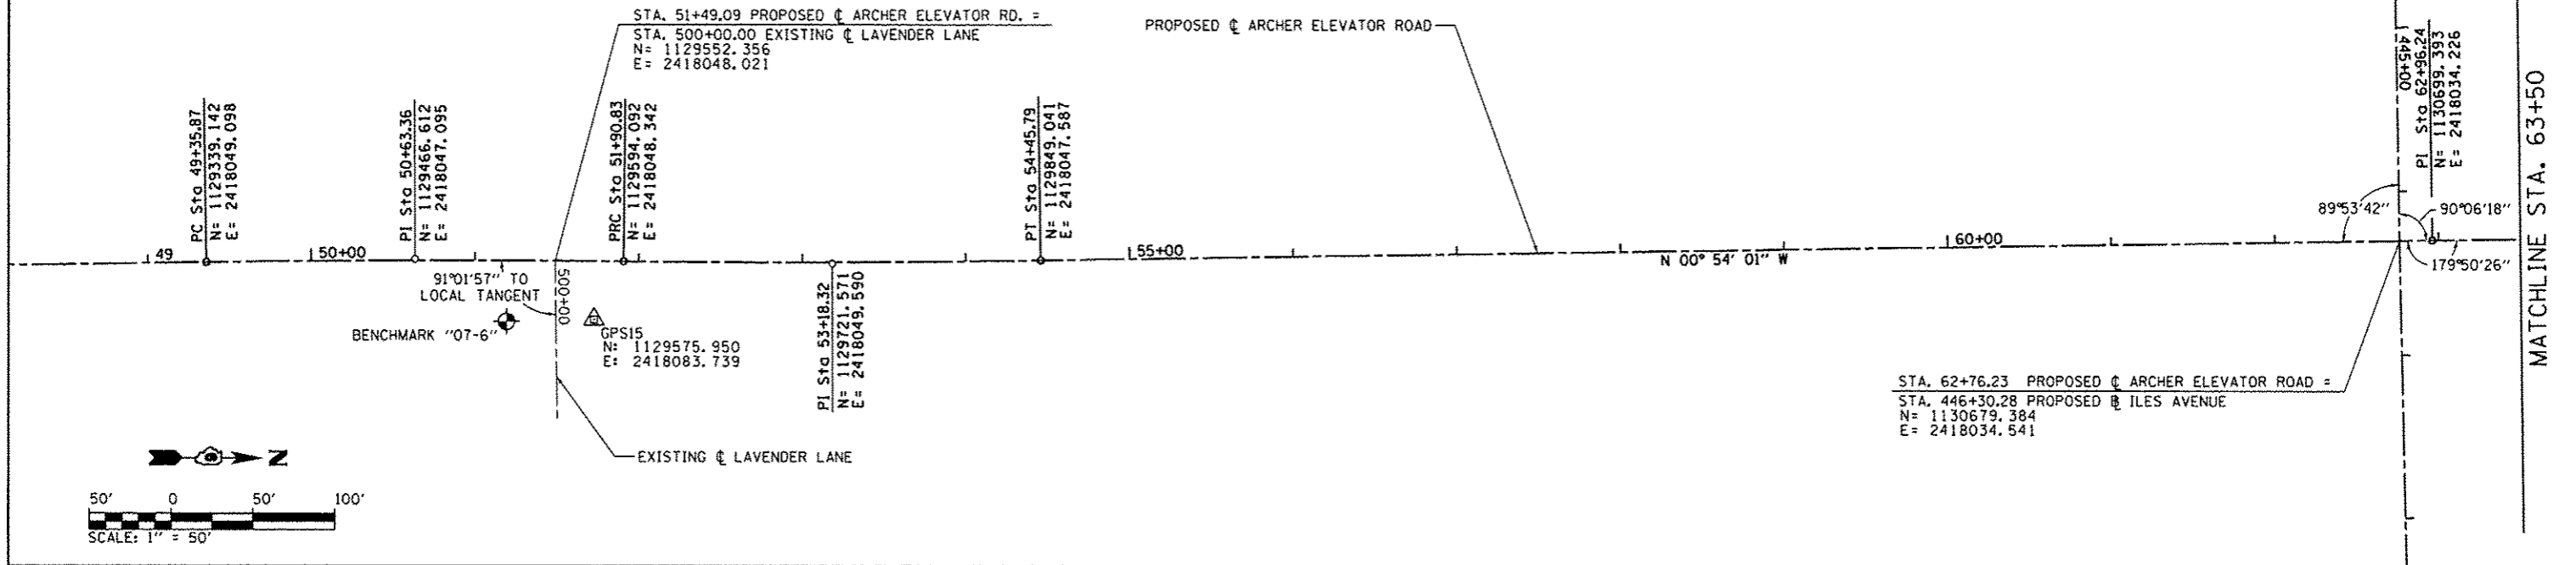 STA. 51+49.09 PROPOSED ℄ ARCHER ELEVATOR RD. =
STA. 500+00.00 EXISTING ℄ LAVENDER LANE
N= 1129552.356
E= 2418048.021
PROPOSED ℄ ARCHER ELEVATOR ROAD
PC Sta 49+35.87
N= 1129339.142
E= 2418049.098
PI Sta 50+63.36
N= 1129466.612
E= 2418047.095
PRC Sta 51+90.83
N= 1129594.092
E= 2418048.342
PT Sta 54+45.79
N= 1129849.041
E= 2418047.587
445+00
PI Sta 62+96.24
N= 1130699.393
E= 2418034.226
MATCHLINE STA. 63+50
89°53'42"
90°06'18"
179°50'26"
49
50+00
55+00
60+00
N 00° 54' 01" W
91°01'57" TO
LOCAL TANGENT
500+00
BENCHMARK "07-6"
GPS15
N: 1129575.950
E: 2418083.739
PI Sta 53+18.32
N= 1129721.571
E= 2418049.590
STA. 62+76.23 PROPOSED ℄ ARCHER ELEVATOR ROAD =
STA. 446+30.28 PROPOSED ILES AVENUE
N= 1130679.384
E= 2418034.541
EXISTING ℄ LAVENDER LANE
N
50' 0 50' 100'
SCALE: 1" = 50'